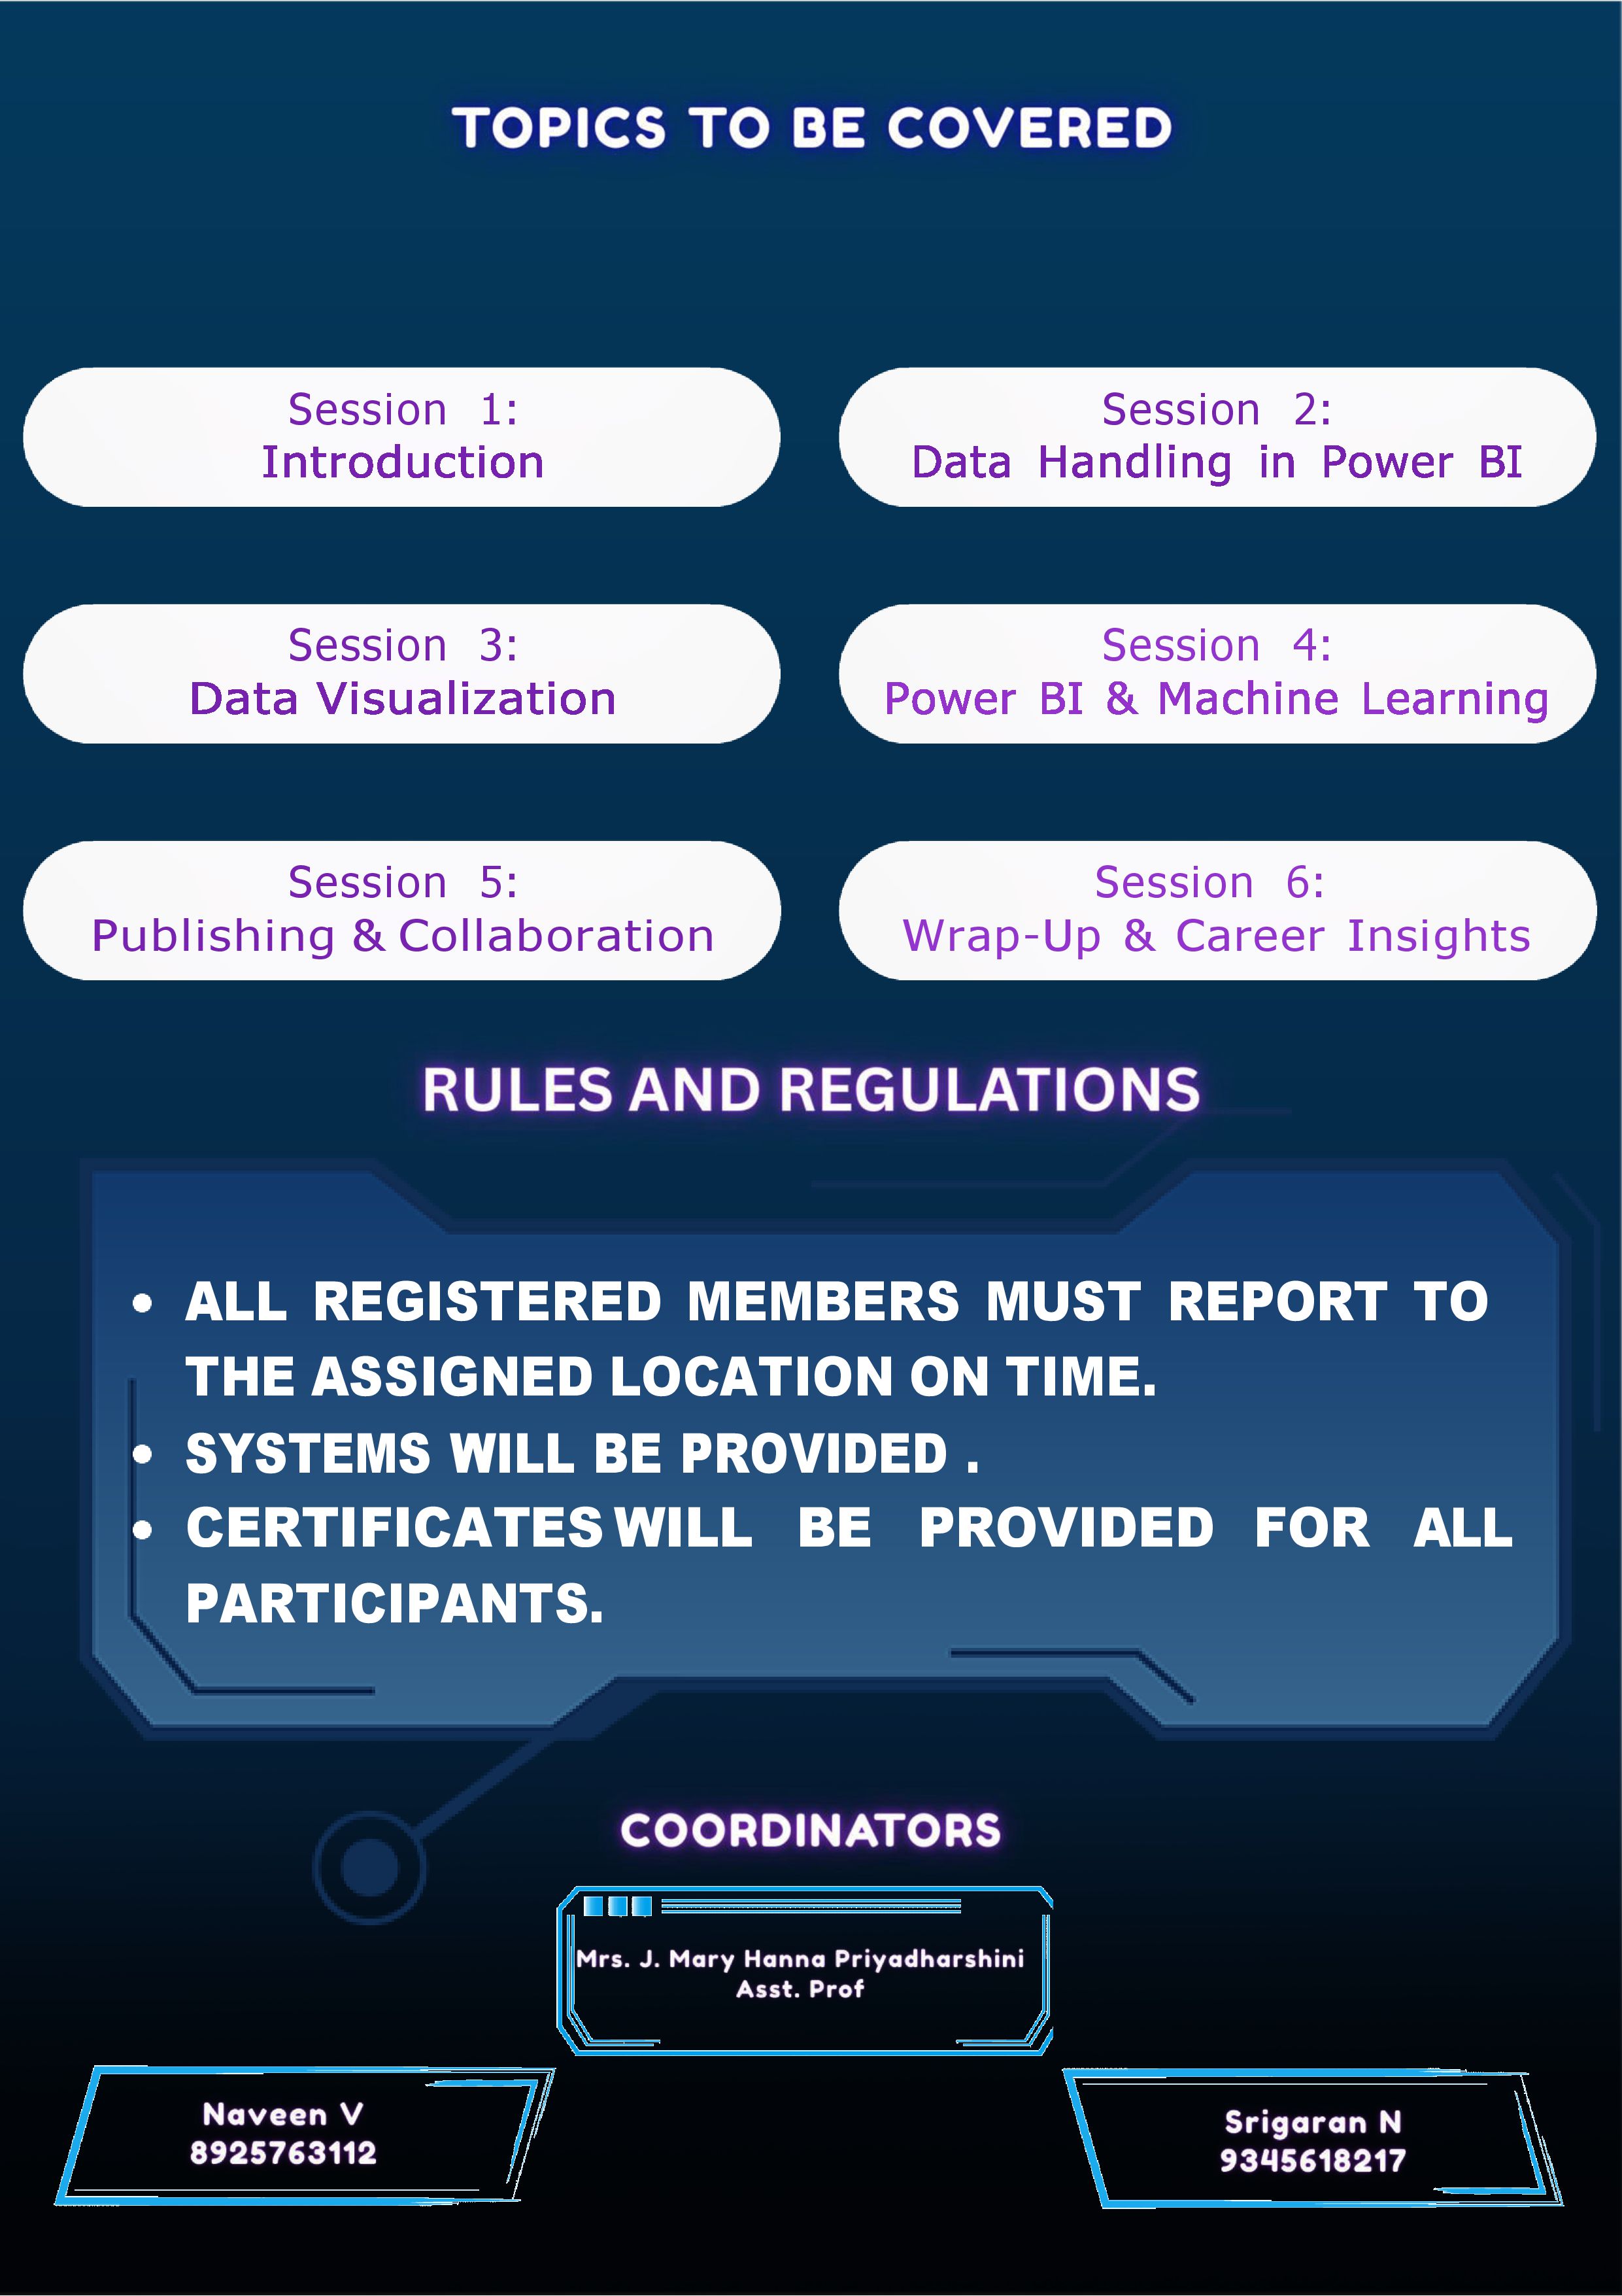 TOPICS TO BE COVERED
Session 1:
Introduction
Session 2:
Data Handling in Power BI
Session 3:
Data Visualization
Session 4:
Power BI & Machine Learning
Session 5:
Publishing & Collaboration
Session 6:
Wrap-Up & Career Insights
RULES AND REGULATIONS
• ALL REGISTERED MEMBERS MUST REPORT TO
THE ASSIGNED LOCATION ON TIME.
• SYSTEMS WILL BE PROVIDED .
• CERTIFICATES WILL BE PROVIDED FOR ALL
PARTICIPANTS.
COORDINATORS
Mrs. J. Mary Hanna Priyadharshini
Asst. Prof
Naveen V
8925763112
Srigaran N
9345618217